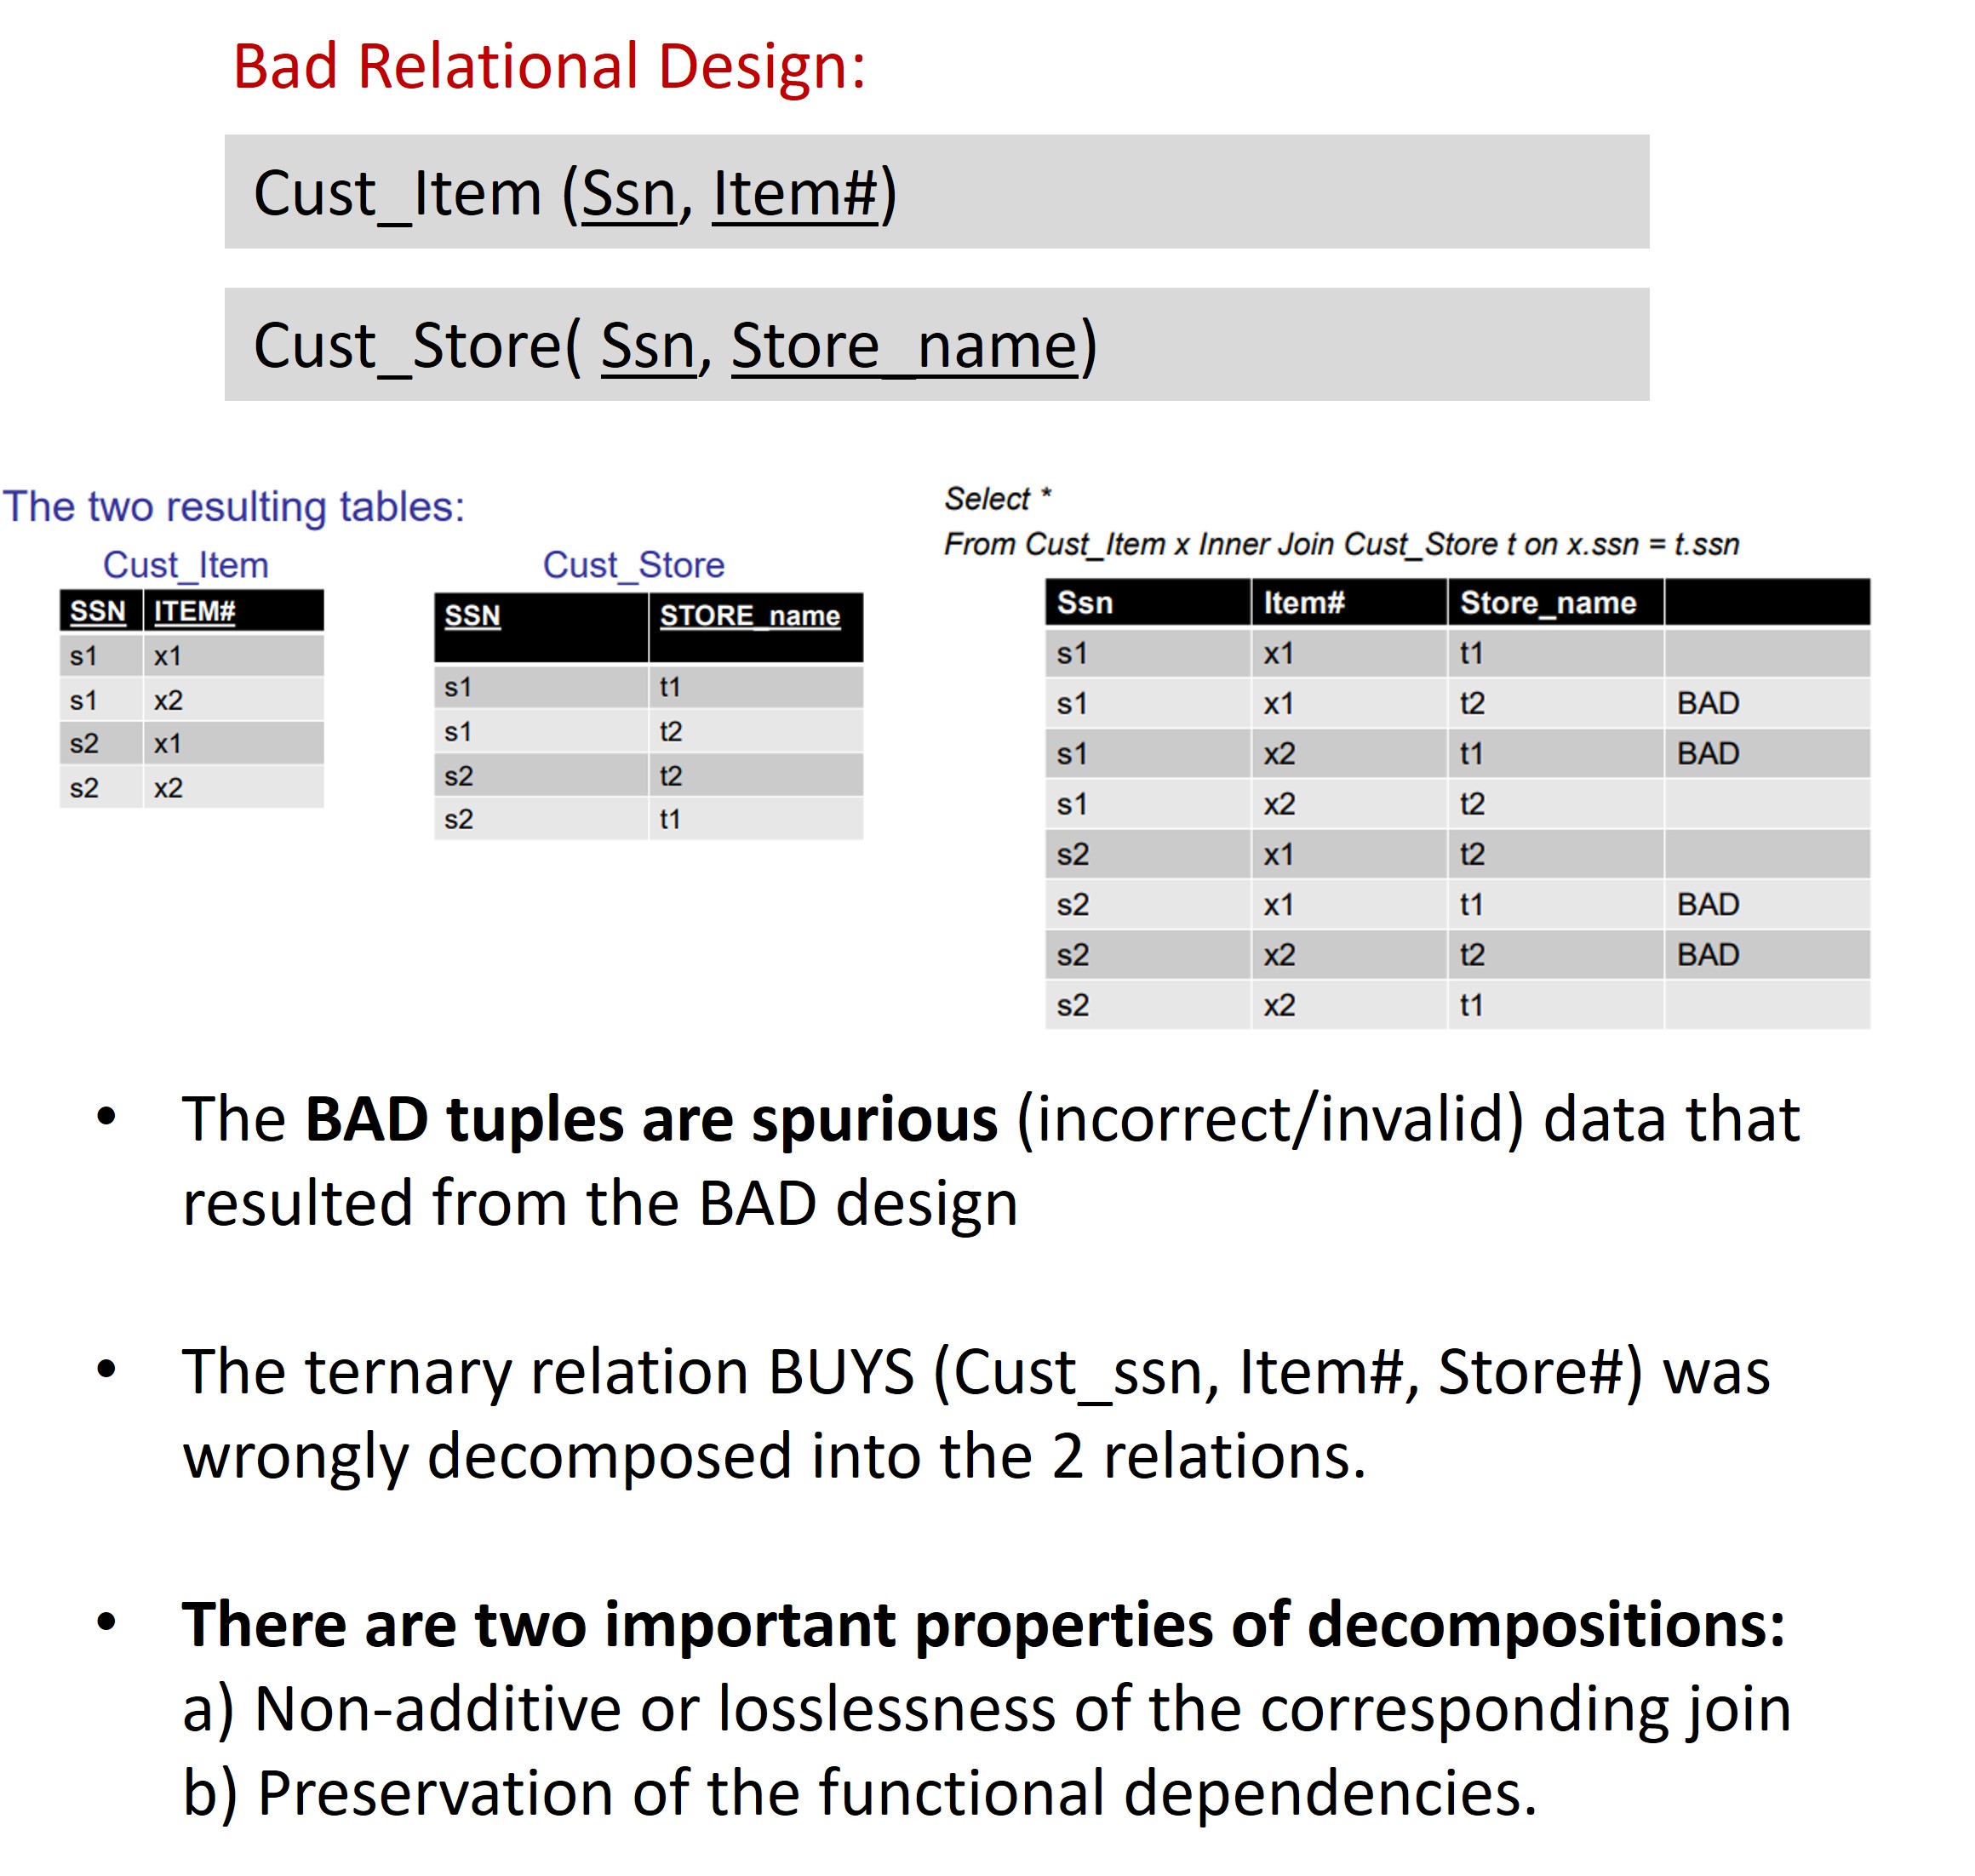 Bad Relational Design:
Cust_Item (Ssn, Item#)
Cust_Store( Ssn, Store_name)
The two resulting tables:
Cust_Item
SSN ITEM#
s1 x1
s1 x2
s2 x1
s2 x2
Cust_Store
SSN STORE_name
s1 t1
s1 t2
s2 t2
s2 t1
Select *
From Cust_Item x Inner Join Cust_Store t on x.ssn = t.ssn
Ssn Item# Store_name
s1 x1 t1
s1 x1 t2 BAD
s1 x2 t1 BAD
s1 x2 t2
s2 x1 t2
s2 x1 t1 BAD
s2 x2 t2 BAD
s2 x2 t1
• The BAD tuples are spurious (incorrect/invalid) data that
resulted from the BAD design
• The ternary relation BUYS (Cust_ssn, Item#, Store#) was
wrongly decomposed into the 2 relations.
• There are two important properties of decompositions:
a) Non-additive or losslessness of the corresponding join
b) Preservation of the functional dependencies.